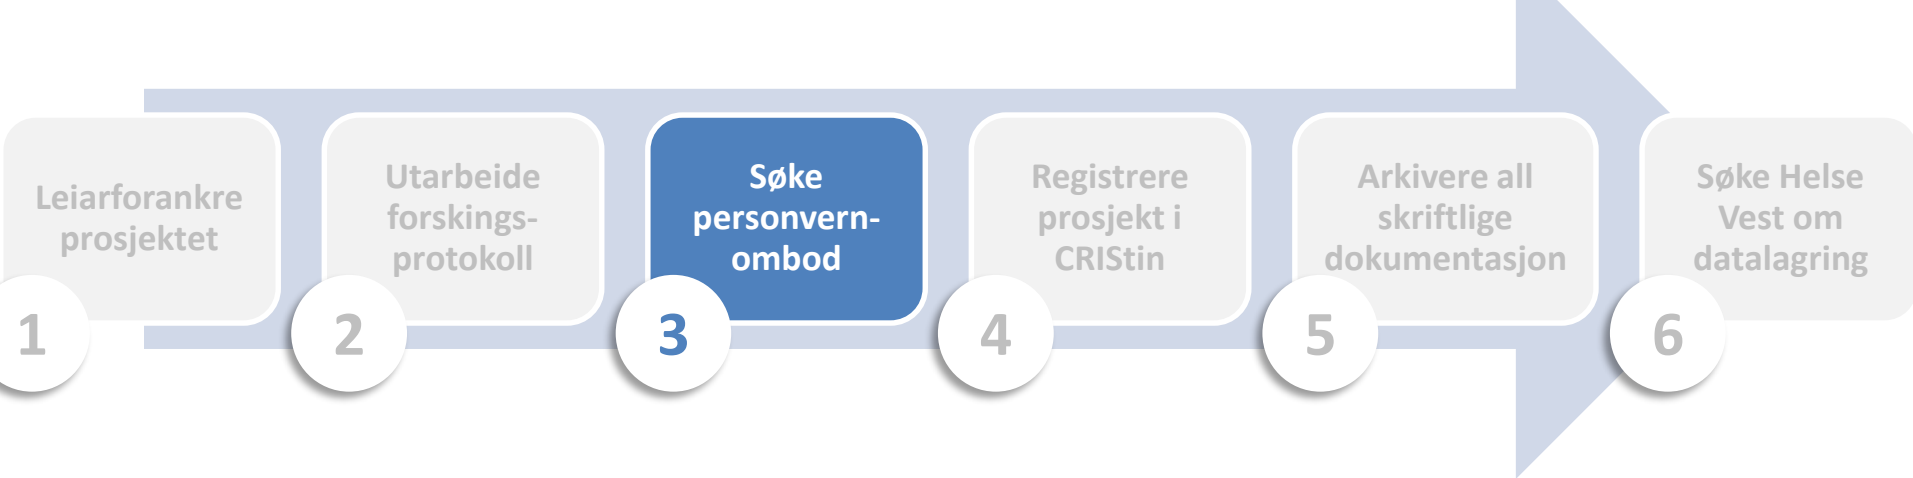 Leiarforankre
prosjektet
1
Utarbeide
forskings-
protokoll
2
Søke
personvern-
ombod
3
Registrere
prosjekt i
CRIStin
4
Arkivere all
skriftlige
dokumentasjon
5
Søke Helse
Vest om
datalagring
6